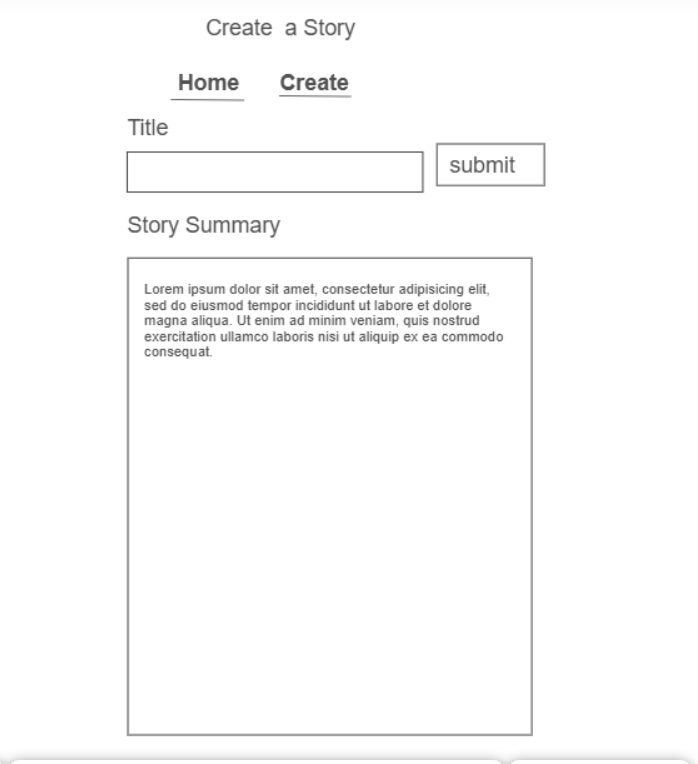 Create a Story
Home Create
Title
submit
Story Summary
Lorem ipsum dolor sit amet, consectetur adipisicing elit,
sed do eiusmod tempor incididunt ut labore et dolore
magna aliqua. Ut enim ad minim veniam, quis nostrud
exercitation ullamco laboris nisi ut aliquip ex ea commodo
consequat.